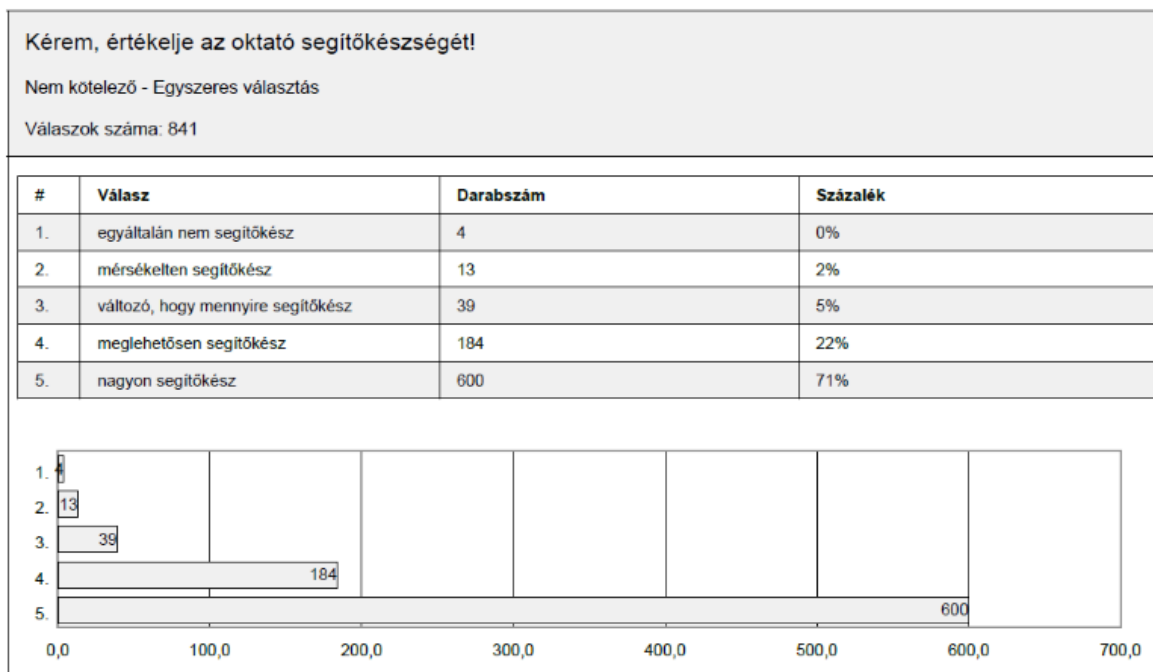 Kérem, értékelje az oktató segítőkészségét!
Nem kötelező - Egyszeres választás
Válaszok száma: 841
# Válasz Darabszám Százalék
1. egyáltalán nem segítőkész 4 0%
2. mérsékelten segítőkész 13 2%
3. változó, hogy mennyire segítőkész 39 5%
4. meglehetősen segítőkész 184 22%
5. nagyon segítőkész 600 71%
1. 4
2. 13
3. 39
4. 184
5. 600
0,0 100,0 200,0 300,0 400,0 500,0 600,0 700,0